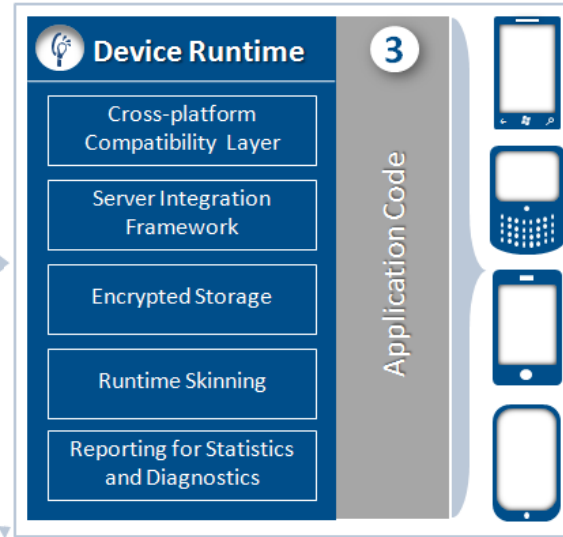 Device Runtime
Cross-platform
Compatibility Layer
Server Integration
Framework
Encrypted Storage
Runtime Skinning
Reporting for Statistics
and Diagnostics
3
Application Code